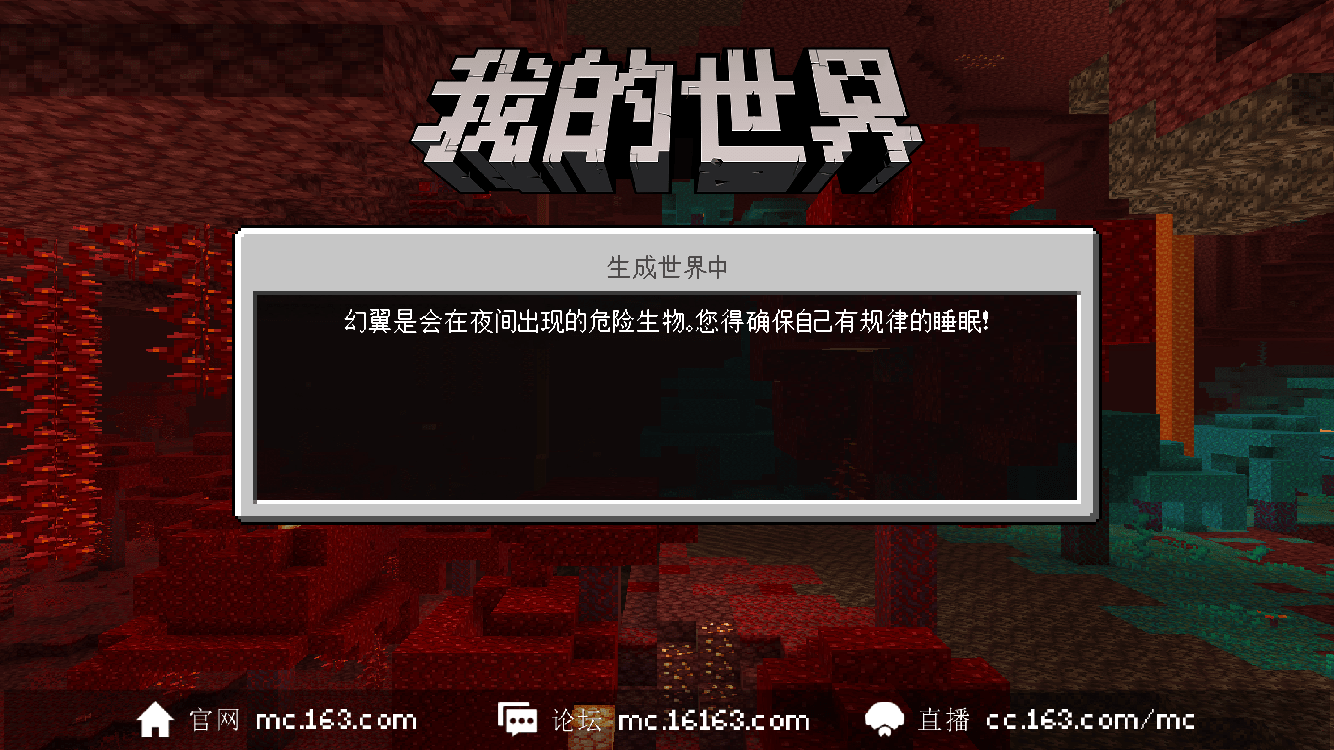 我的世界
生成世界中
幻翼是会在夜间出现的危险生物。您得确保自己有规律的睡眠!
官网 mc.163.com 论坛 mc.16163.com 直播 cc.163.com/mc